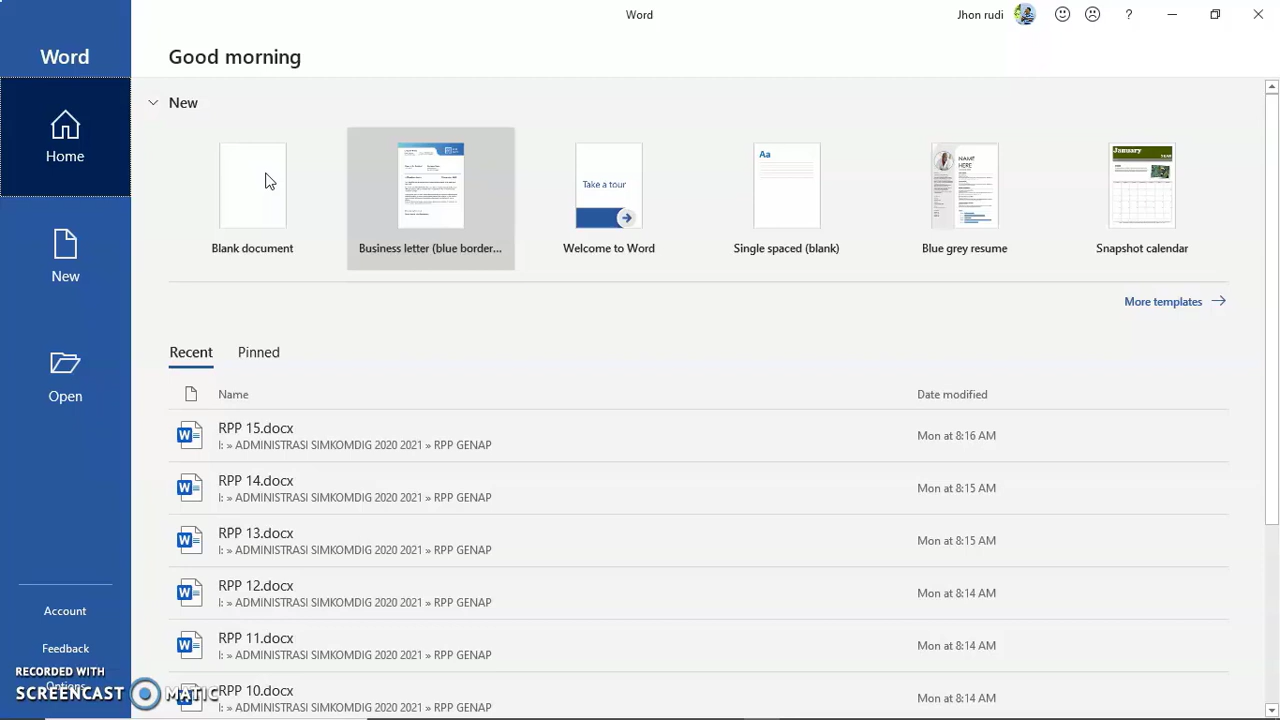 Word
Jhon rudi
?
Word
Good morning
Home
New
Open
Account
Feedback
Options
New
Blank document
Business letter (blue border...
Take a tour
Welcome to Word
Aa
Single spaced (blank)
NAME
HERE
Blue grey resume
January
Snapshot calendar
More templates
Recent
Pinned
Name
Date modified
RPP 15.docx
I: » ADMINISTRASI SIMKOMDIG 2020 2021 » RPP GENAP
Mon at 8:16 AM
RPP 14.docx
I: » ADMINISTRASI SIMKOMDIG 2020 2021 » RPP GENAP
Mon at 8:15 AM
RPP 13.docx
I: » ADMINISTRASI SIMKOMDIG 2020 2021 » RPP GENAP
Mon at 8:15 AM
RPP 12.docx
I: » ADMINISTRASI SIMKOMDIG 2020 2021 » RPP GENAP
Mon at 8:14 AM
RPP 11.docx
I: » ADMINISTRASI SIMKOMDIG 2020 2021 » RPP GENAP
Mon at 8:14 AM
RPP 10.docx
I: » ADMINISTRASI SIMKOMDIG 2020 2021 » RPP GENAP
Mon at 8:14 AM
RECORDED WITH
SCREENCAST MATIC